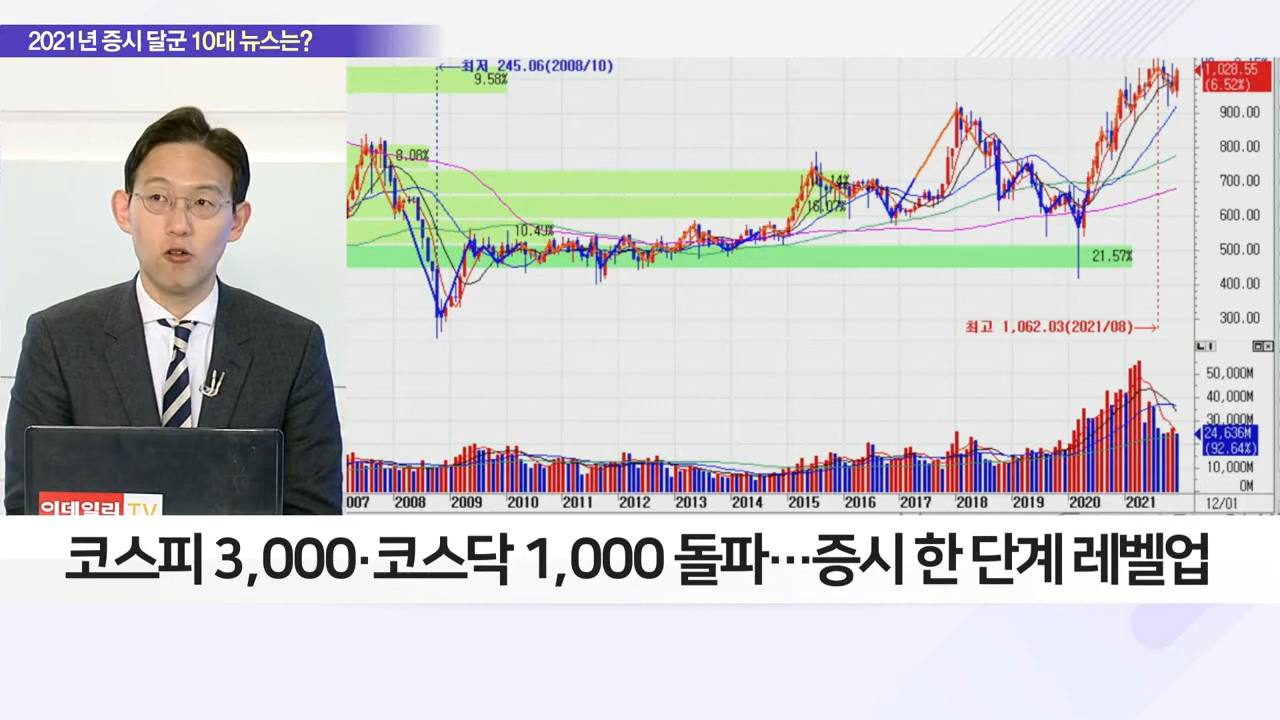 2021년 증시 달군 10대 뉴스는?
←최저 245.06(2008/10)
9.58%
1,028.55
(6.52%)
900.00
8.08%
800.00
14%
700.00
16.07%
600.00
10.49%
500.00
21.57%
400.00
300.00
최고 1,062.03(2021/08)→
50,000M
40,000M
30,000M
24,636M
(92.64%)
10,000M
0M
007 2008 2009 2010 2011 2012 2013 2014 2015 2016 2017 2018 2019 2020 2021 12/01
이데일리 TV
코스피 3,000·코스닥 1,000 돌파…증시 한 단계 레벨업